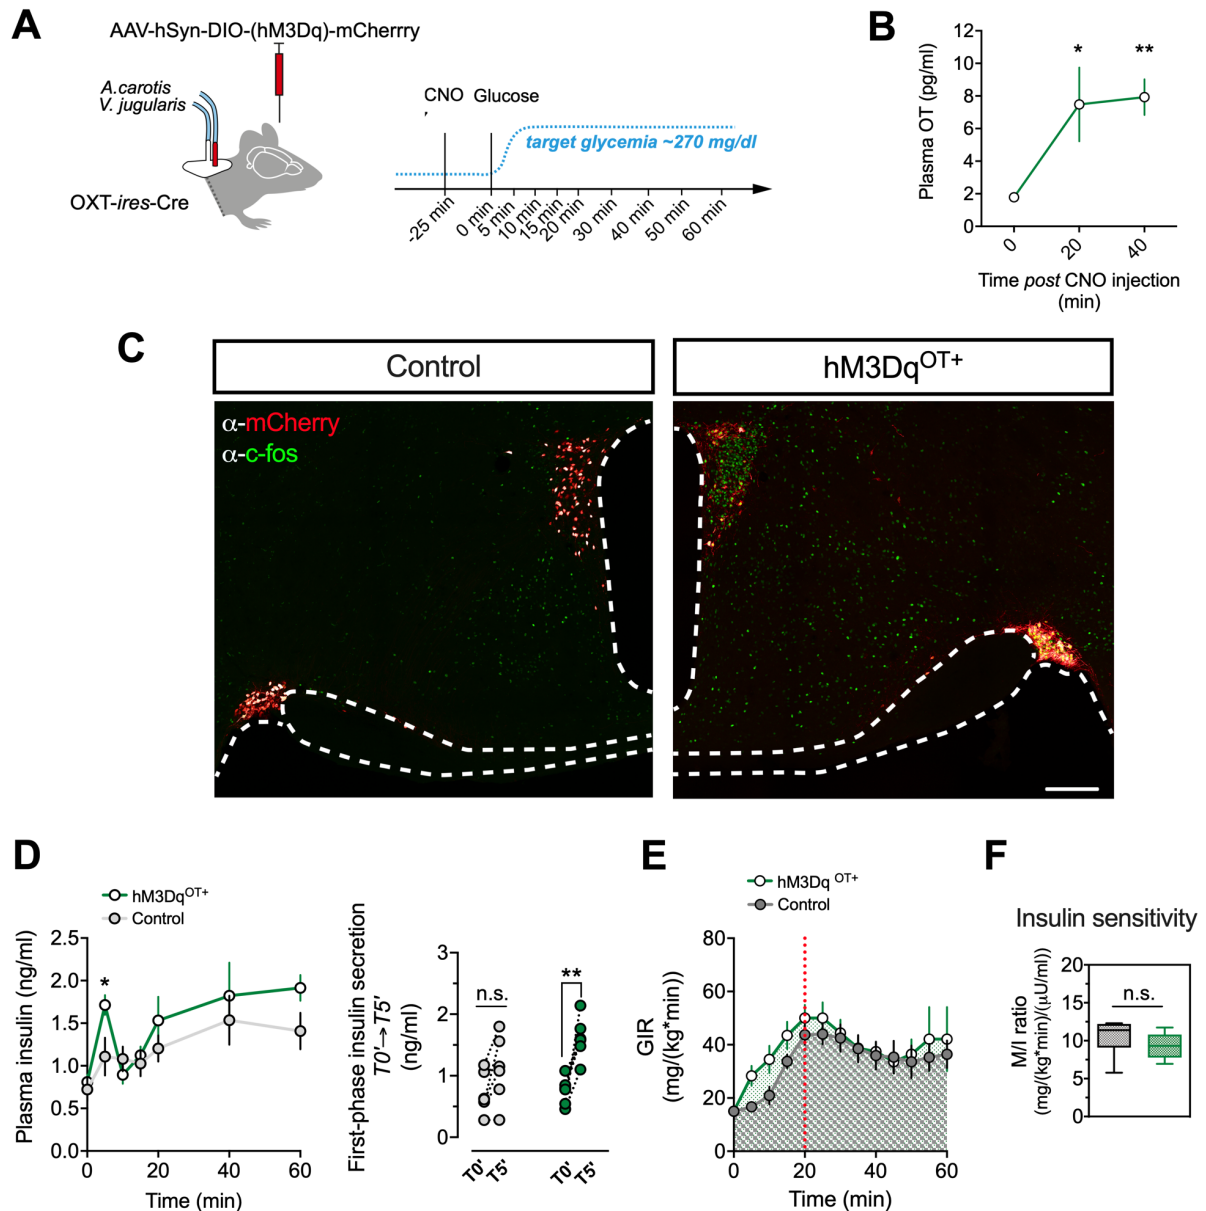 A
AAV-hSyn-DIO-(hM3Dq)-mCherrry
A.carotis
V. jugularis
OXT-ires-Cre
CNO
Glucose
target glycemia ~270 mg/dl
-25 min
0 min
5 min
10 min
15 min
20 min
30 min
40 min
50 min
60 min
B
Plasma OT (pg/ml)
12
10
8
6
4
2
0
*
**
0
20
40
Time post CNO injection
(min)
C
Control
hM3DqOT+
α-mCherry
α-c-fos
D
hM3DqOT+
Control
Plasma insulin (ng/ml)
2.5
2.0
1.5
1.0
0.5
0.0
*
0
20
40
60
Time (min)
First-phase insulin secretion
T0'→T5'
(ng/ml)
3
2
1
0
n.s.
**
T0'
T5'
T0'
T5'
E
hM3Dq OT+
Control
GIR
(mg/(kg*min))
80
60
40
20
0
0
20
40
60
Time (min)
F
Insulin sensitivity
M/I ratio
(mg/(kg*min)/(µU/ml))
20
15
10
5
0
n.s.